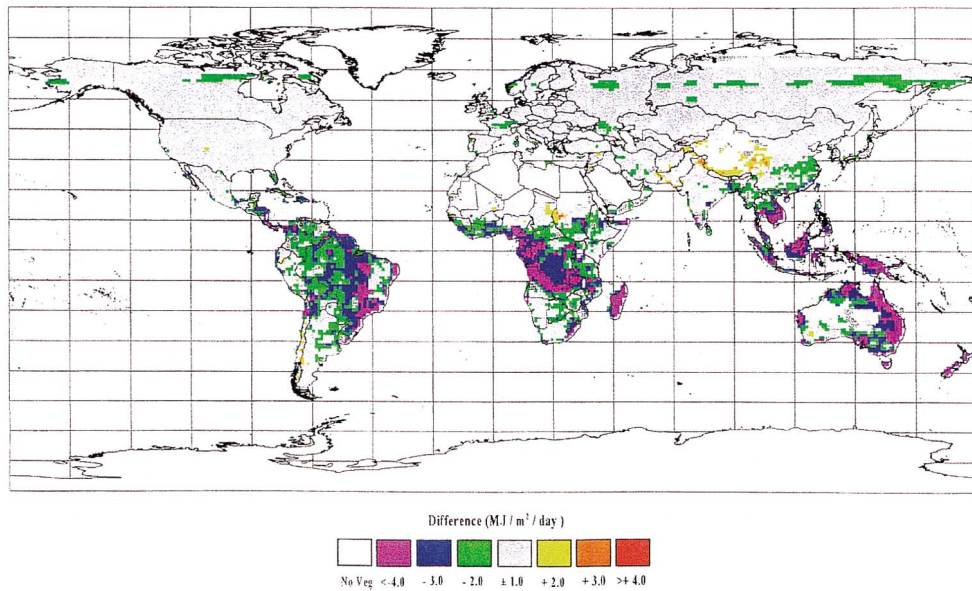 Difference (MJ / m² / day )
No Veg <-4.0 - 3.0 - 2.0 ± 1.0 + 2.0 + 3.0 >+ 4.0